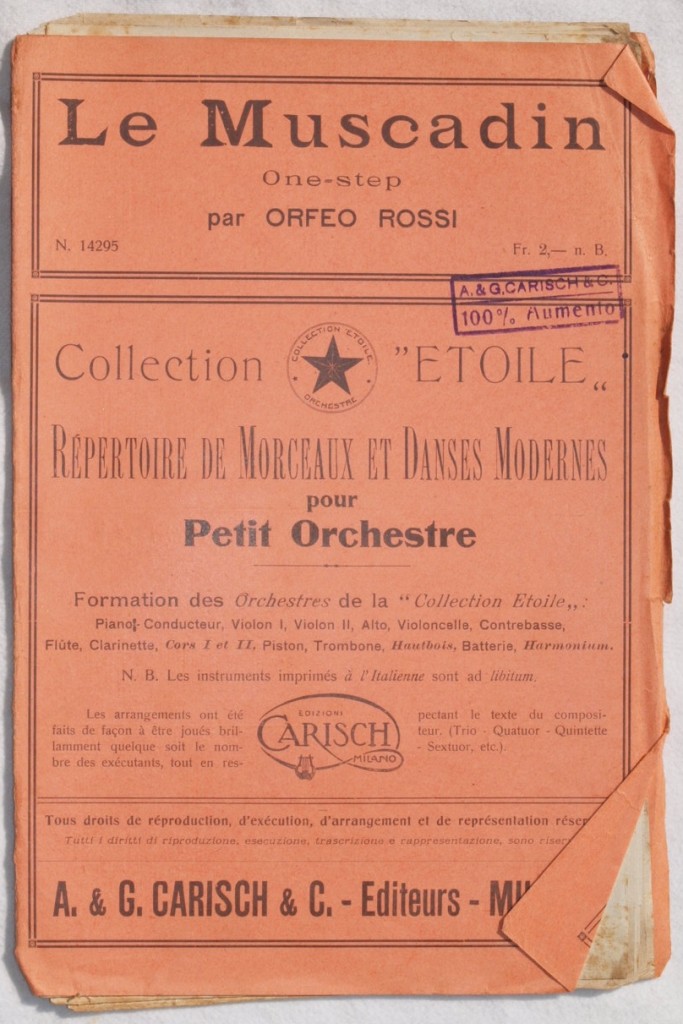 Le Muscadin
One-step
par ORFEO ROSSI
N. 14295
Fr. 2,— n. B.
A. & G. CARISCH & C.
100% Aumento
Collection
COLLECTION ETOILE
ORCHESTRE
"ETOILE„
RÉPERTOIRE DE MORCEAUX ET DANSES MODERNES
pour
Petit Orchestre
Formation des Orchestres de la “Collection Etoile„:
Piano-Conducteur, Violon I, Violon II, Alto, Violoncelle, Contrebasse,
Flûte, Clarinette, Cors I et II, Piston, Trombone, Hautbois, Batterie, Harmonium.
N. B. Les instruments imprimés à l'Italienne sont ad libitum.
Les arrangements ont été
faits de façon à être joués bril-
lamment quelque soit le nom-
bre des exécutants, tout en res-
EDIZIONI
CARISCH
MILANO
pectant le texte du composi-
teur. (Trio - Quatuor - Quintette
- Sextuor, etc.).
Tous droits de réproduction, d'exécution, d'arrangement et de représentation
Tutti i diritti di riproduzione, esecuzione, trascrizione e rappresentazione, sono
A. & G. CARISCH & C. - Editeurs -